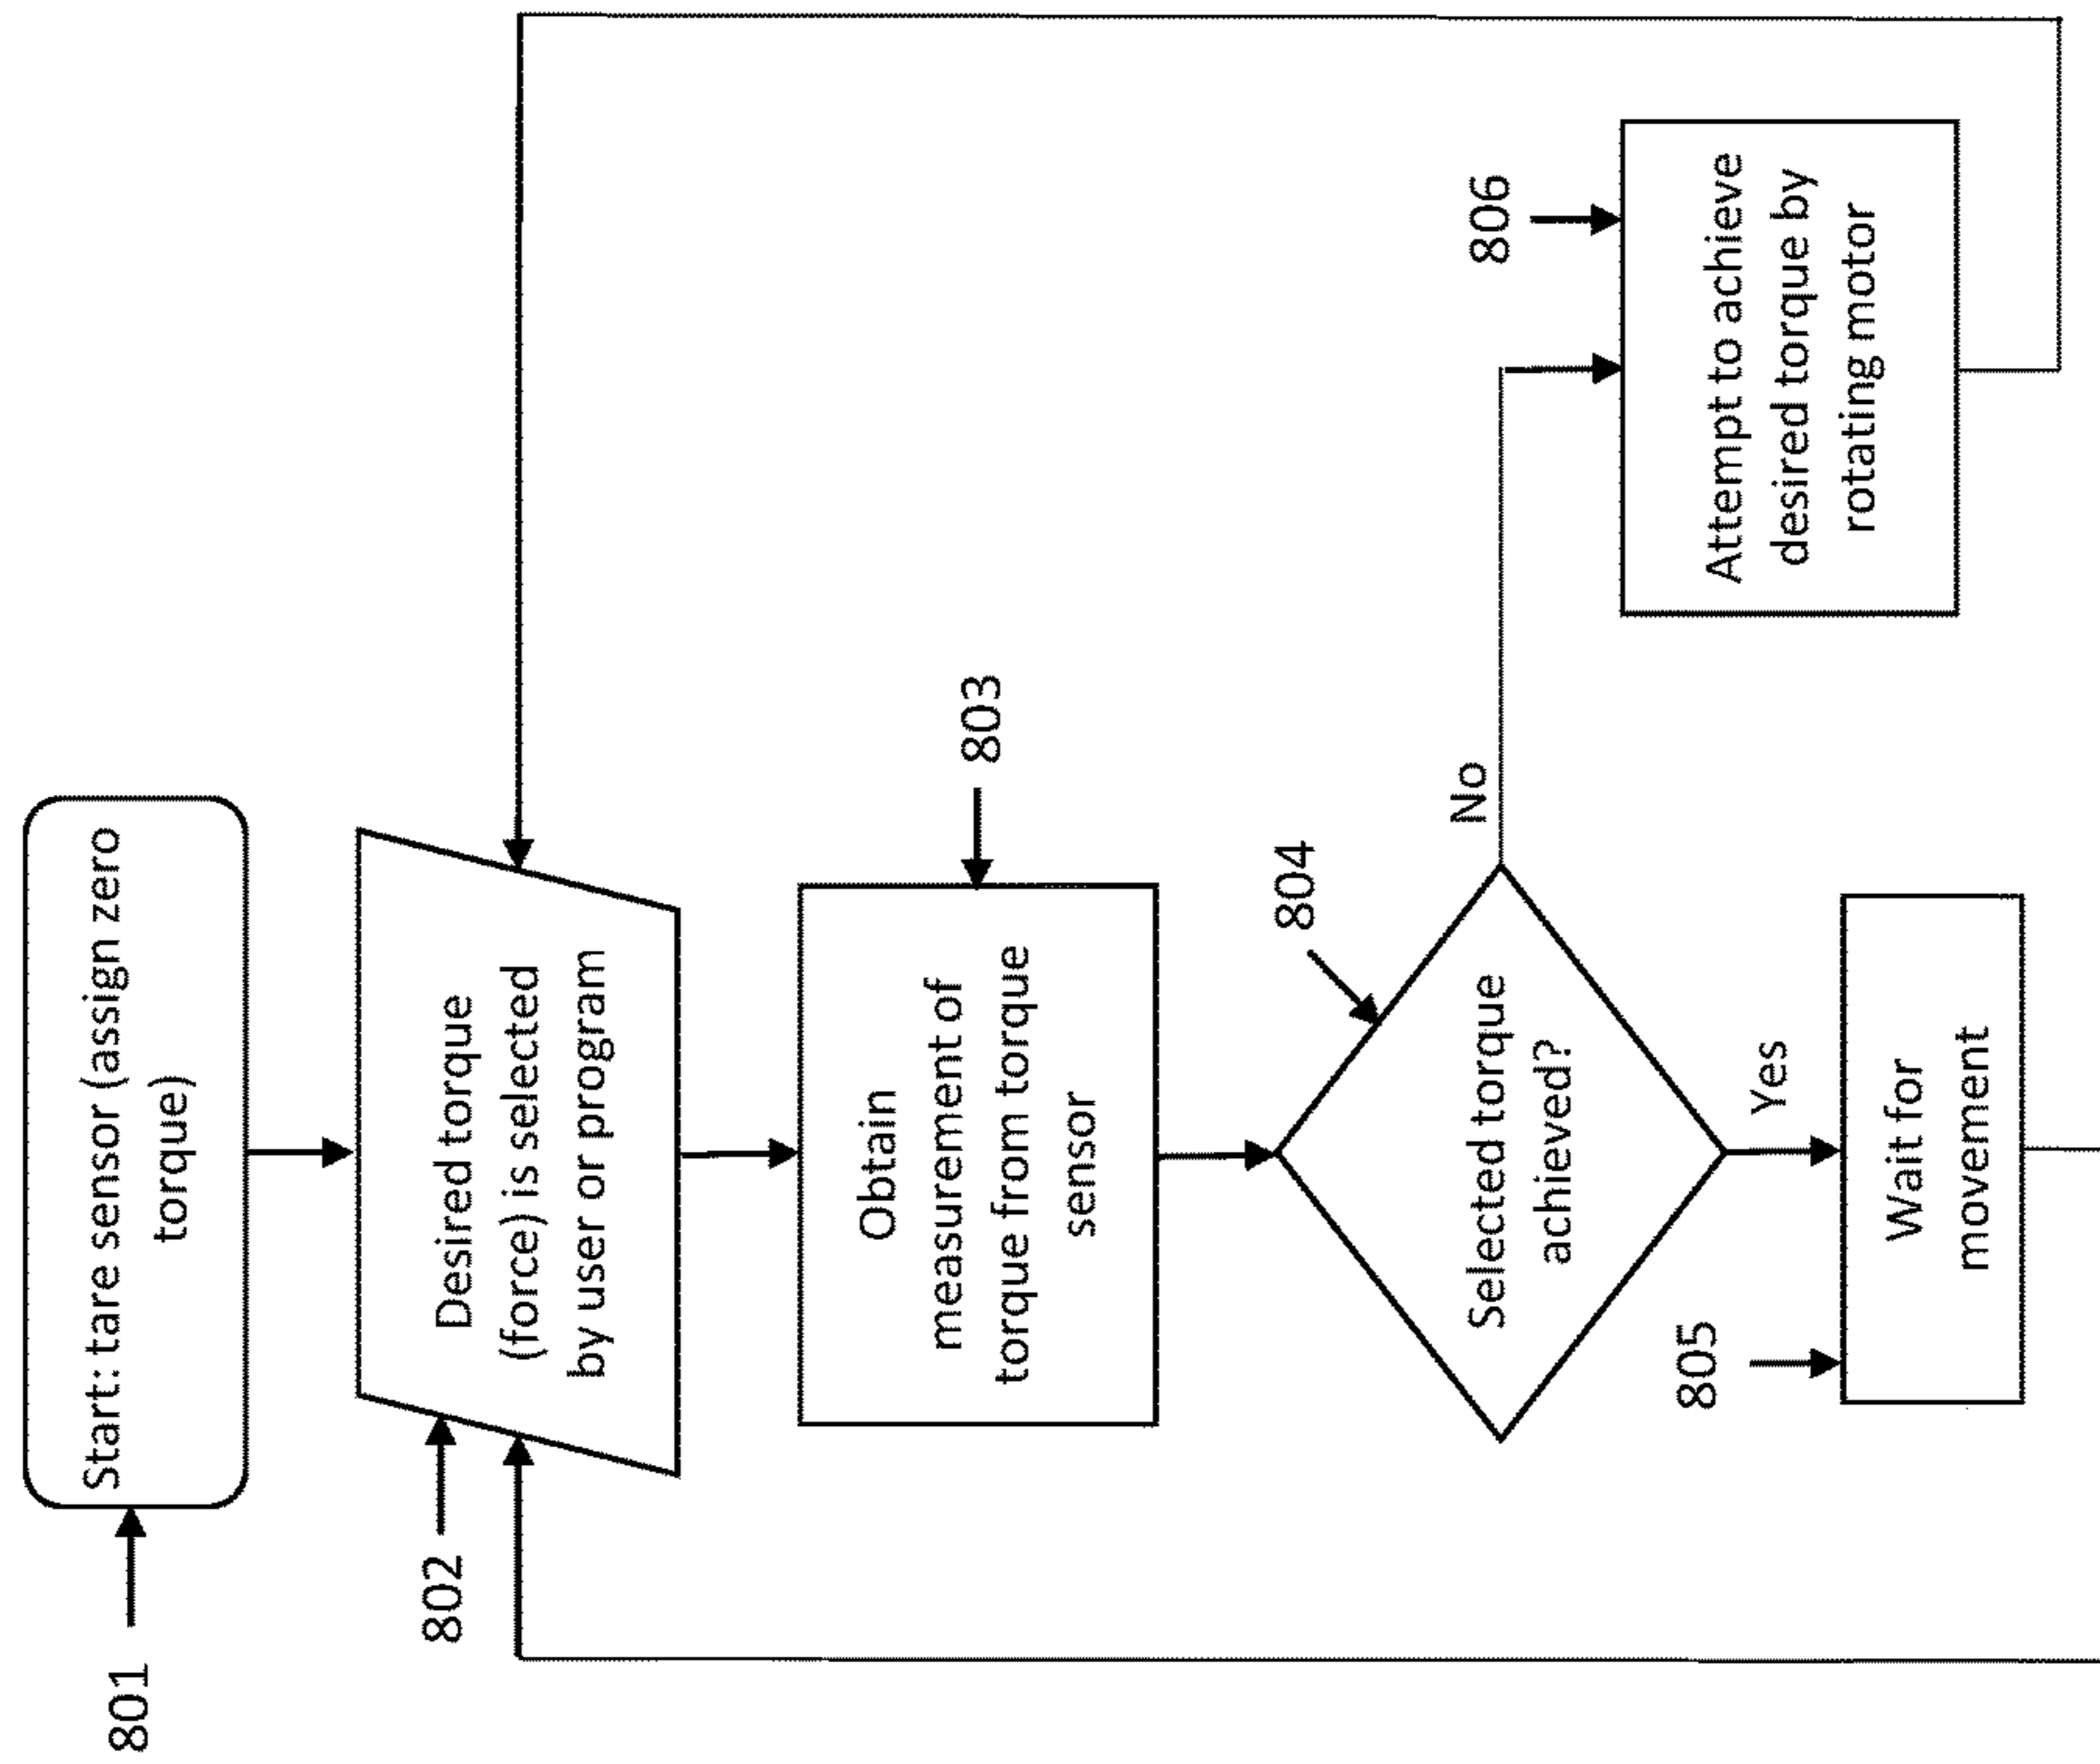 801
Start: tare sensor (assign zero
torque)
802
Desired torque
(force) is selected
by user or program
803
Obtain
measurement of
torque from torque
sensor
804
Selected torque
achieved?
No
Yes
805
Wait for
movement
806
Attempt to achieve
desired torque by
rotating motor